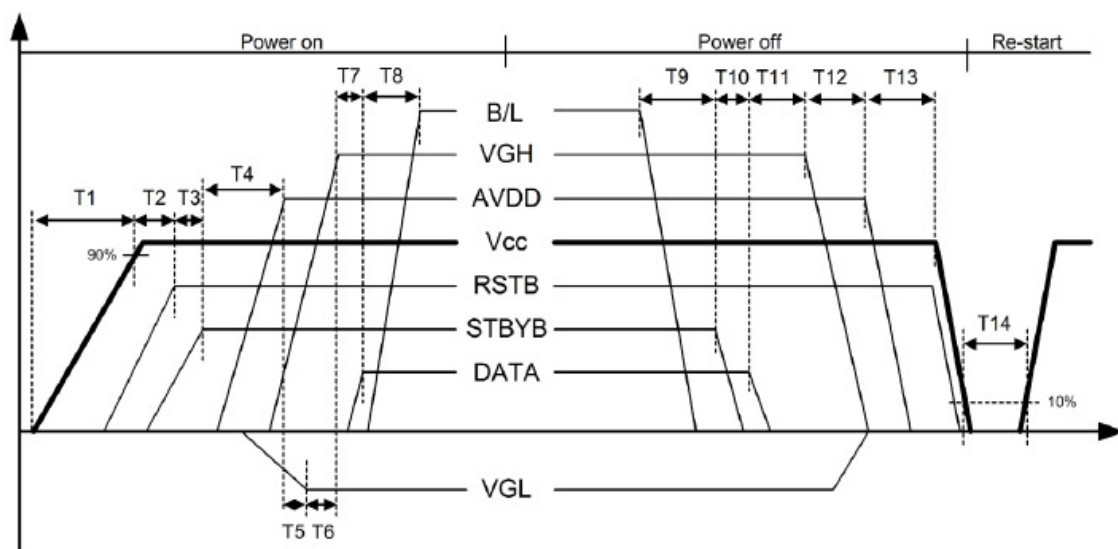 Power on Power off Re-start
T7 T8 T9 T10 T11 T12 T13
B/L
VGH
T4
AVDD
T1 T2 T3
Vcc
90%
RSTB
STBYB
T14
DATA
10%
VGL
T5 T6